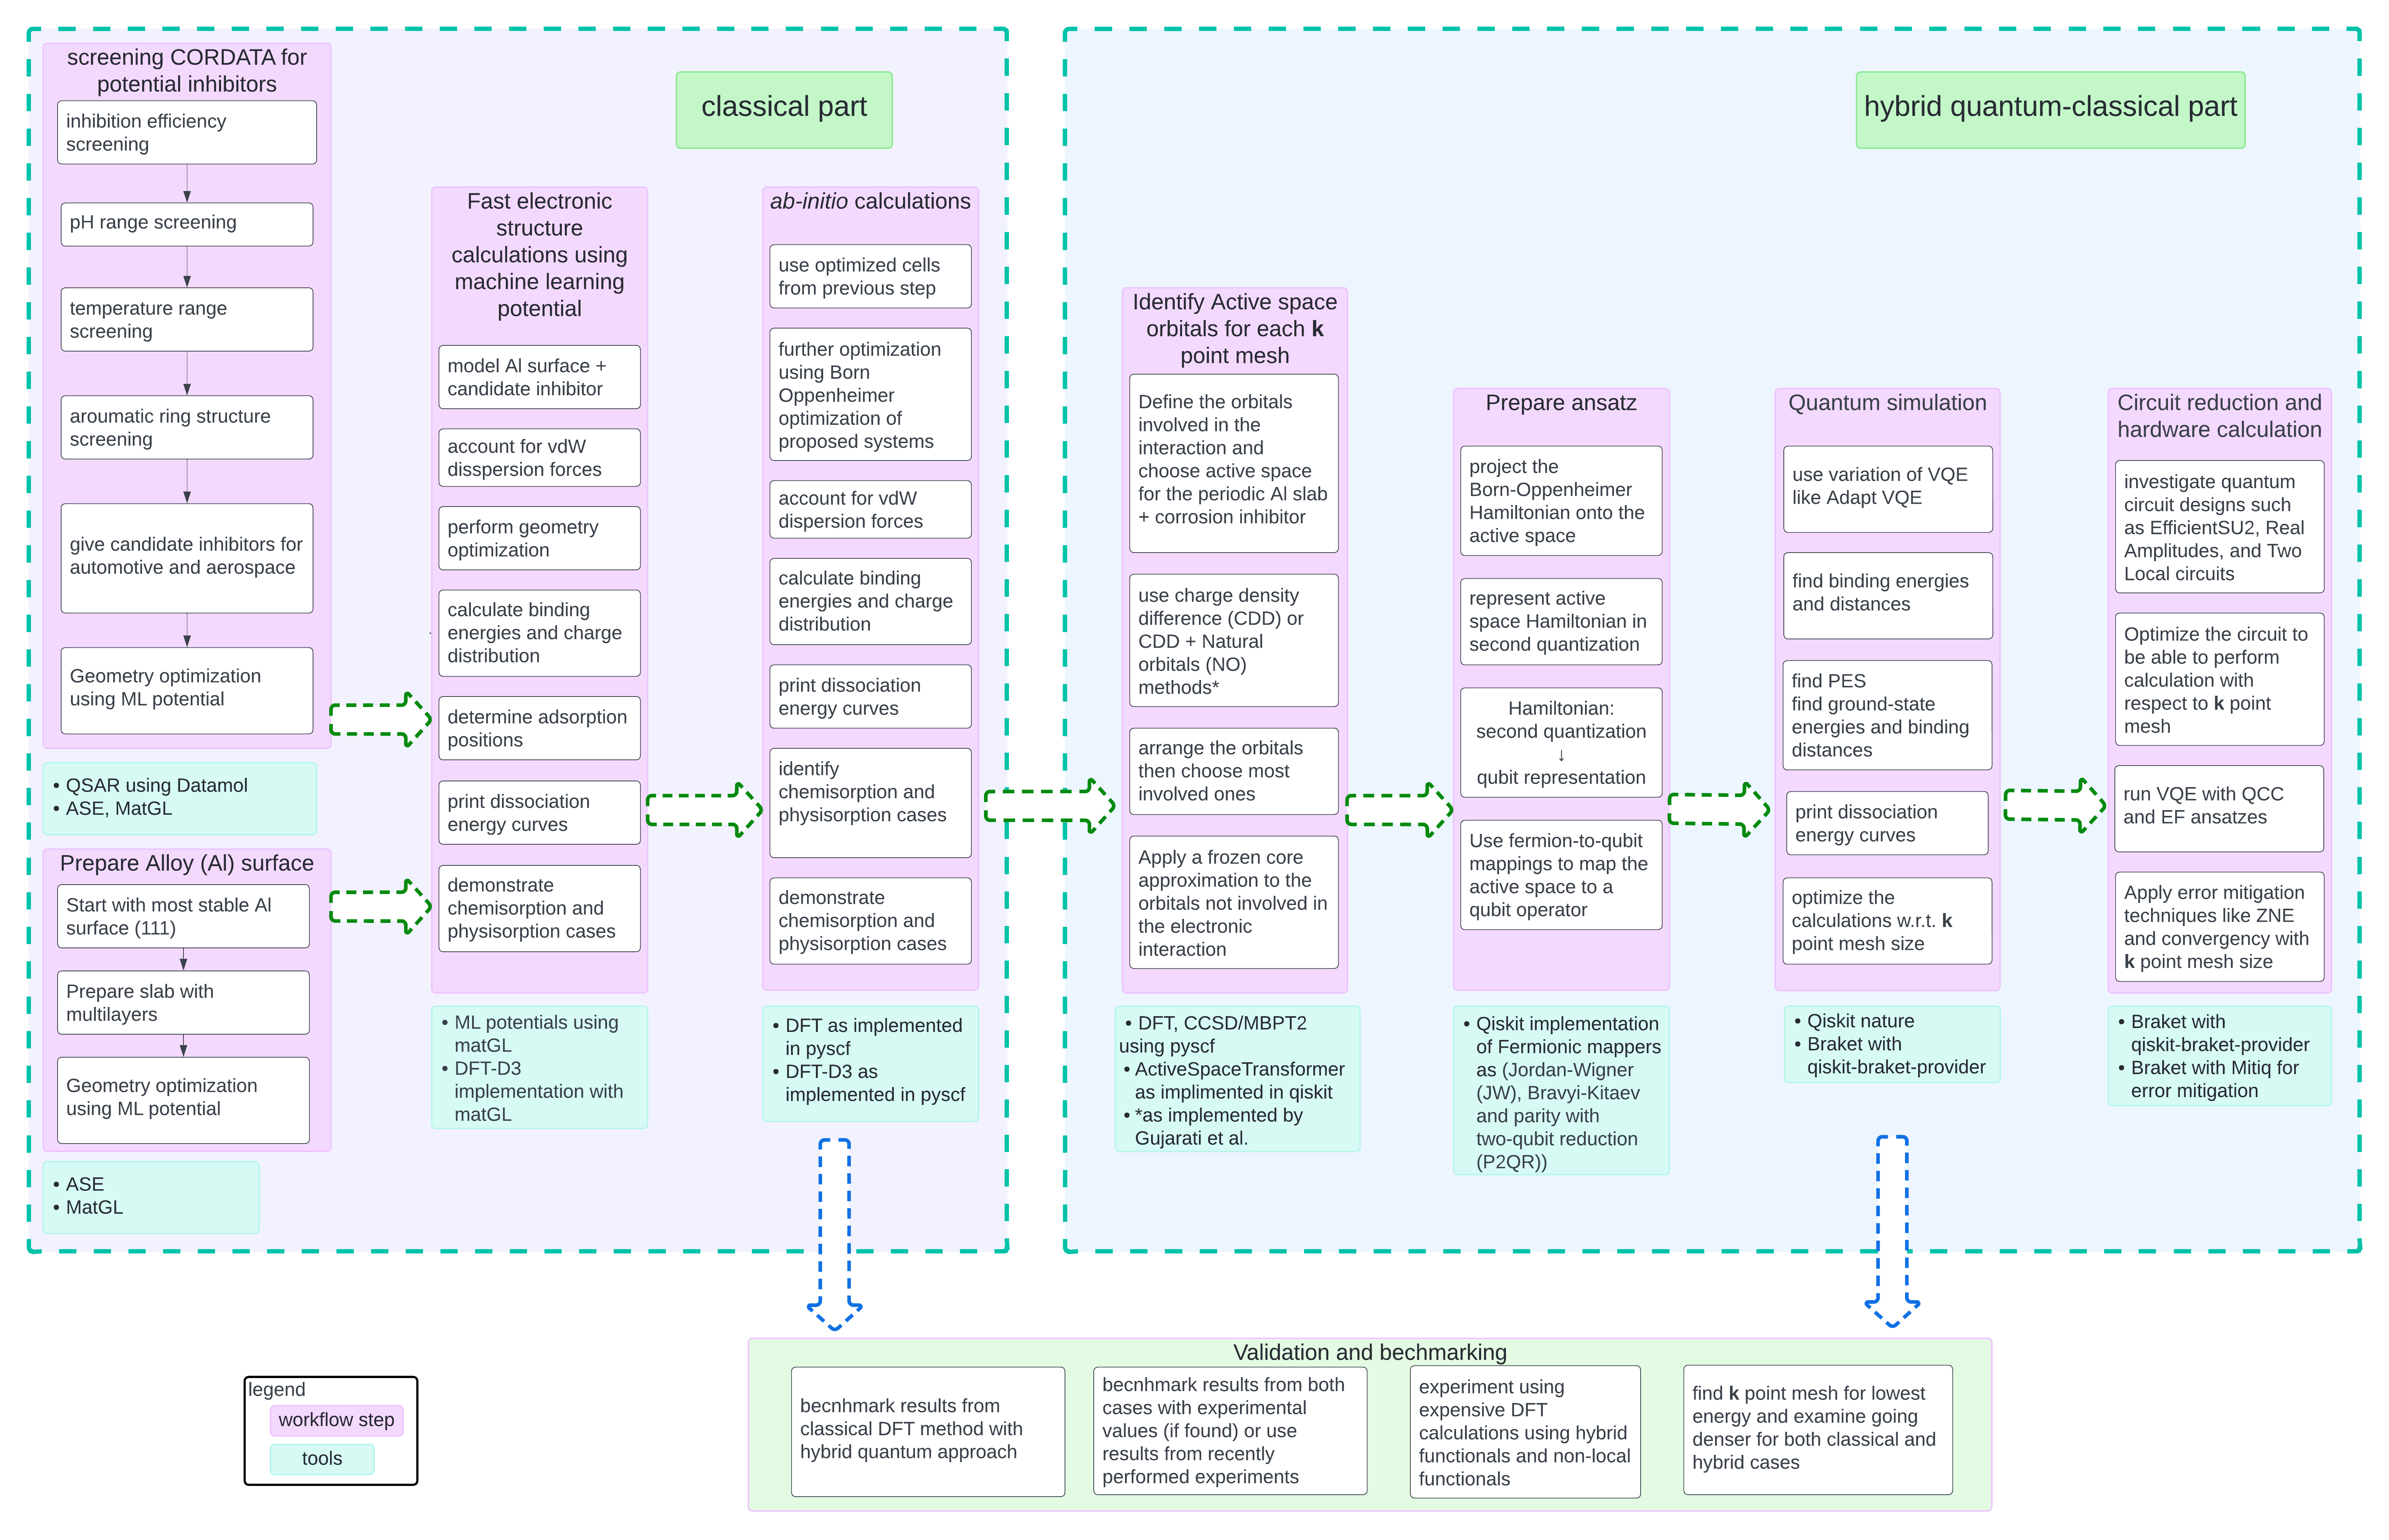 screening CORDATA for
potential inhibitors
inhibition efficiency
screening
pH range screening
temperature range
screening
aroumatic ring structure
screening
give candidate inhibitors for
automotive and aerospace
Geometry optimization
using ML potential
• QSAR using Datamol
• ASE, MatGL
Prepare Alloy (Al) surface
Start with most stable Al
surface (111)
Prepare slab with
multilayers
Geometry optimization
using ML potential
• ASE
• MatGL
classical part
Fast electronic
structure
calculations using
machine learning
potential
model Al surface +
candidate inhibitor
account for vdW
disspersion forces
perform geometry
optimization
calculate binding
energies and charge
distribution
determine adsorption
positions
print dissociation
energy curves
demonstrate
chemisorption and
physisorption cases
• ML potentials using
matGL
• DFT-D3
implementation with
matGL
ab-initio calculations
use optimized cells
from previous step
further optimization
using Born
Oppenheimer
optimization of
proposed systems
account for vdW
dispersion forces
calculate binding
energies and charge
distribution
print dissociation
energy curves
identify
chemisorption and
physisorption cases
demonstrate
chemisorption and
physisorption cases
• DFT as implemented
in pyscf
• DFT-D3 as
implemented in pyscf
hybrid quantum-classical part
Identify Active space
orbitals for each k
point mesh
Define the orbitals
involved in the
interaction and
choose active space
for the periodic Al slab
+ corrosion inhibitor
use charge density
difference (CDD) or
CDD + Natural
orbitals (NO)
methods*
arrange the orbitals
then choose most
involved ones
Apply a frozen core
approximation to the
orbitals not involved in
the electronic
interaction
• DFT, CCSD/MBPT2
using pyscf
• ActiveSpaceTransformer
as implimented in qiskit
• *as implemented by
Gujarati et al.
Prepare ansatz
project the
Born-Oppenheimer
Hamiltonian onto the
active space
represent active
space Hamiltonian in
second quantization
Hamiltonian:
second quantization
↓
qubit representation
Use fermion-to-qubit
mappings to map the
active space to a
qubit operator
• Qiskit implementation
of Fermionic mappers
as (Jordan-Wigner
(JW), Bravyi-Kitaev
and parity with
two-qubit reduction
(P2QR))
Quantum simulation
use variation of VQE
like Adapt VQE
find binding energies
and distances
find PES
find ground-state
energies and binding
distances
print dissociation
energy curves
optimize the
calculations w.r.t. k
point mesh size
• Qiskit nature
• Braket with
qiskit-braket-provider
Circuit reduction and
hardware calculation
investigate quantum
circuit designs such
as EfficientSU2, Real
Amplitudes, and Two
Local circuits
Optimize the circuit to
be able to perform
calculation with
respect to k point
mesh
run VQE with QCC
and EF ansatzes
Apply error mitigation
techniques like ZNE
and convergency with
k point mesh size
• Braket with
qiskit-braket-provider
• Braket with Mitiq for
error mitigation
legend
workflow step
tools
Validation and bechmarking
becnhmark results from
classical DFT method with
hybrid quantum approach
becnhmark results from both
cases with experimental
values (if found) or use
results from recently
performed experiments
experiment using
expensive DFT
calculations using hybrid
functionals and non-local
functionals
find k point mesh for lowest
energy and examine going
denser for both classical and
hybrid cases